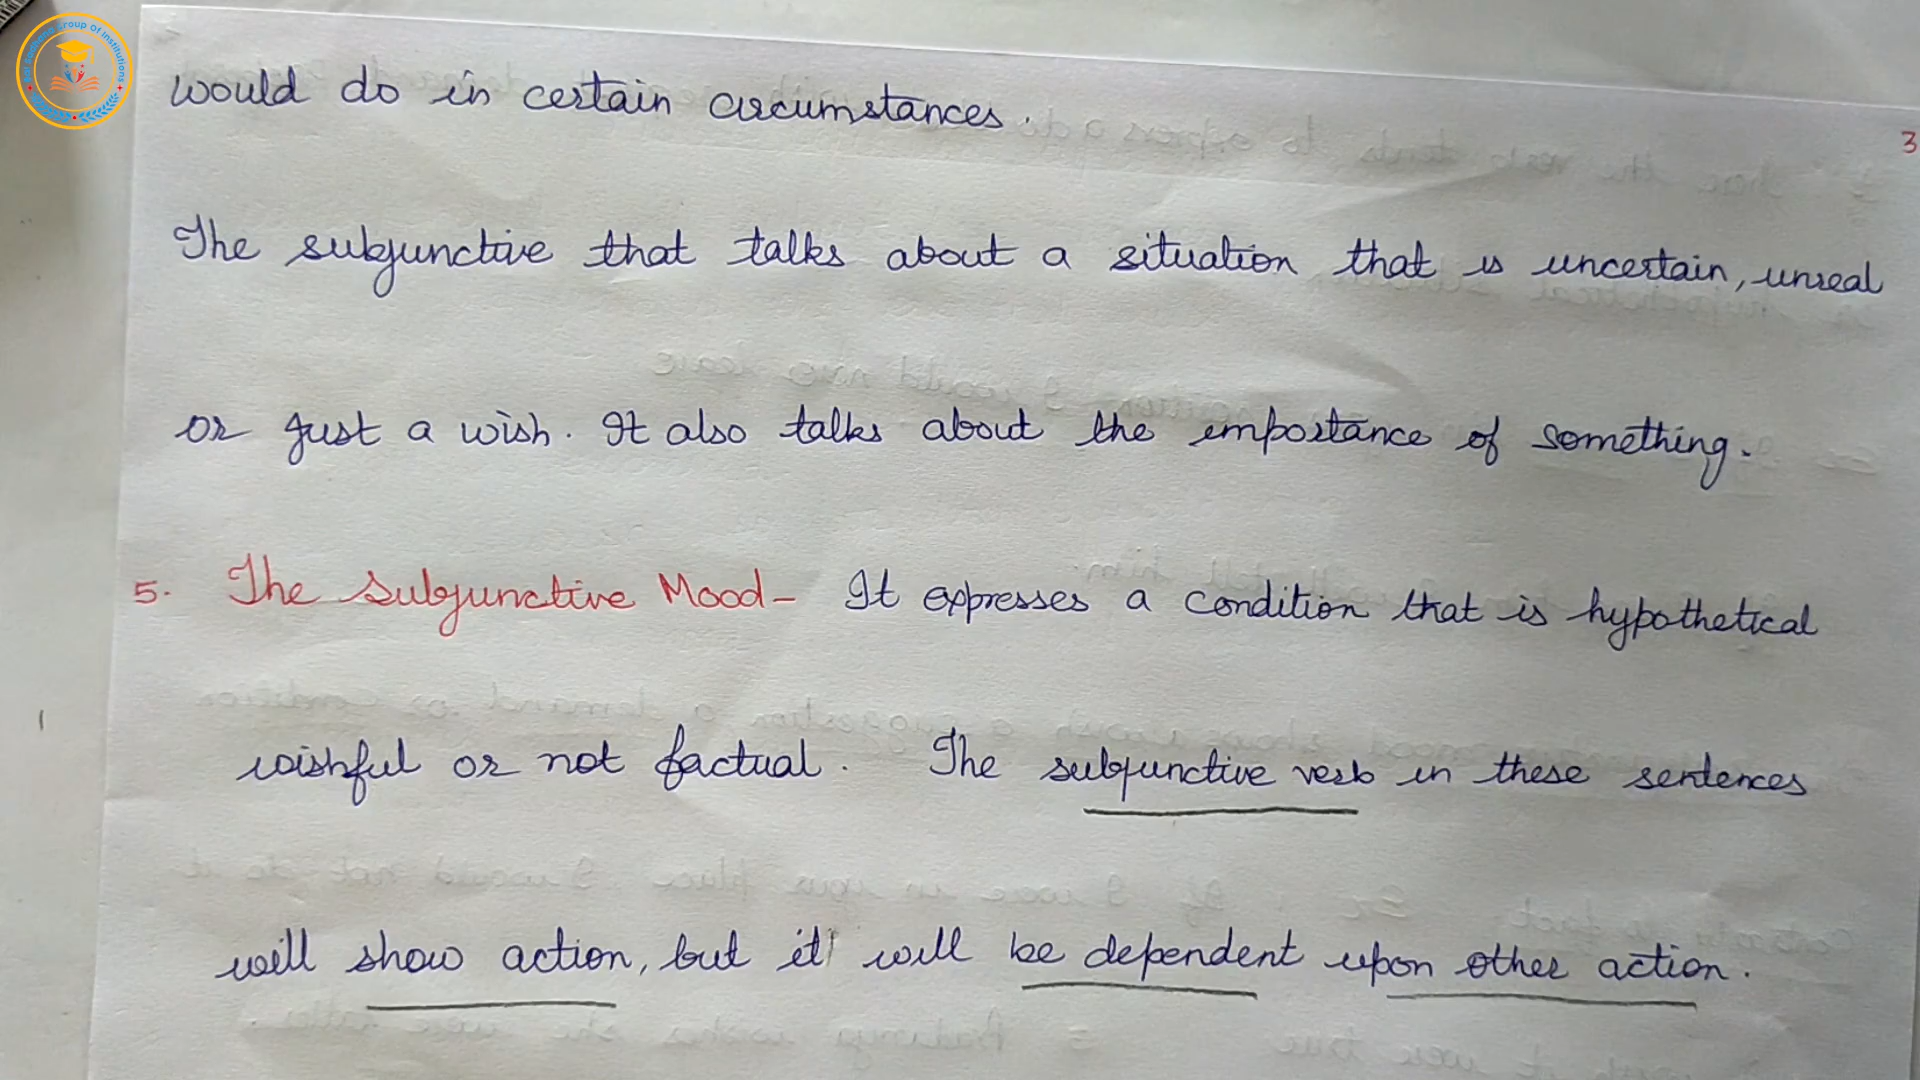 would do in certain circumstances.
3
The subjunctive that talks about a situation that is uncertain, unreal
or just a wish. It also talks about the importance of something.
5. The Subjunctive Mood- It expresses a condition that is hypothetical
wishful or not factual. The subjunctive verb in these sentences
will show action, but it will be dependent upon other action.
Group of Institutions